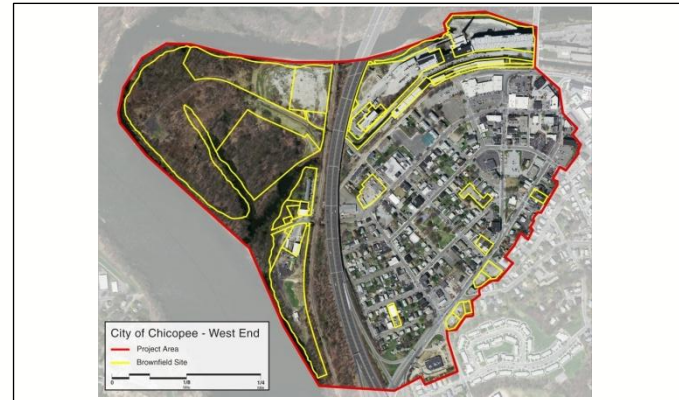 City of Chicopee - West End
Project Area
Brownfield Site
0 1/8 1/4